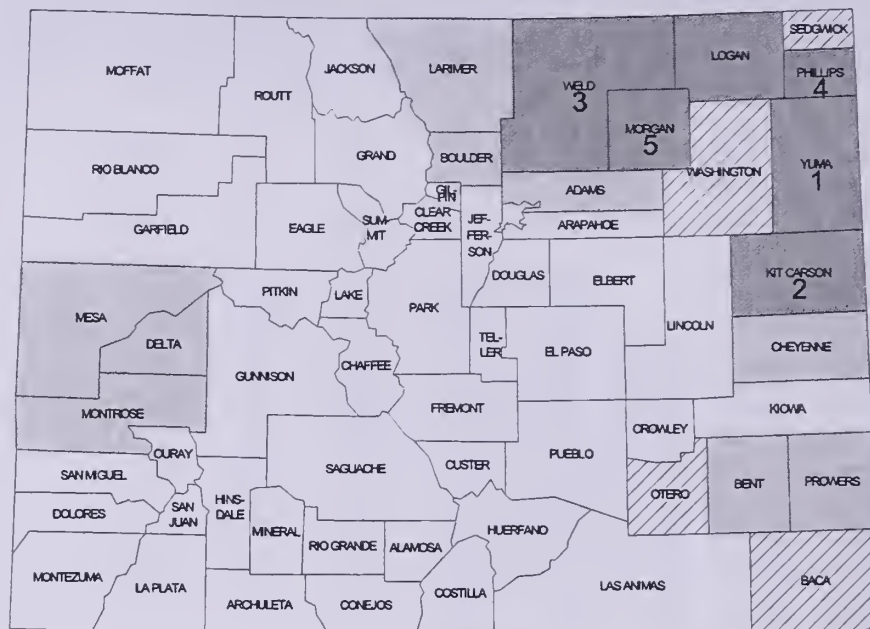 SEDGWICK
MOFFAT
JACKSON
LARIMER
LOGAN
ROUTT
WELD
3
PHILLIPS
4
MORGAN
5
RIO BLANCO
GRAND
BOULDER
WASHINGTON
YUMA
1
GIL-
PIN
ADAMS
CLEAR
CREEK
JEF-
FER-
SON
GARFIELD
EAGLE
SUM-
MIT
ARAPAHOE
DOUGLAS
ELBERT
KIT CARSON
2
PITKIN
LAKE
PARK
LINCOLN
MESA
DELTA
TEL-
LER
EL PASO
CHEYENNE
GUNNISON
CHAFFEE
MONTROSE
FREMONT
KIOWA
CROWLEY
OURAY
SAGUACHE
CUSTER
PUEBLO
SAN MIGUEL
OTERO
BENT
PROWERS
DOLORES
SAN
JUAN
HINS-
DALE
MINERAL
RIO GRANDE
ALAMOSA
HUERFANO
MONTEZUMA
LA PLATA
ARCHULETA
CONEJOS
COSTILLA
LAS ANIMAS
BACA